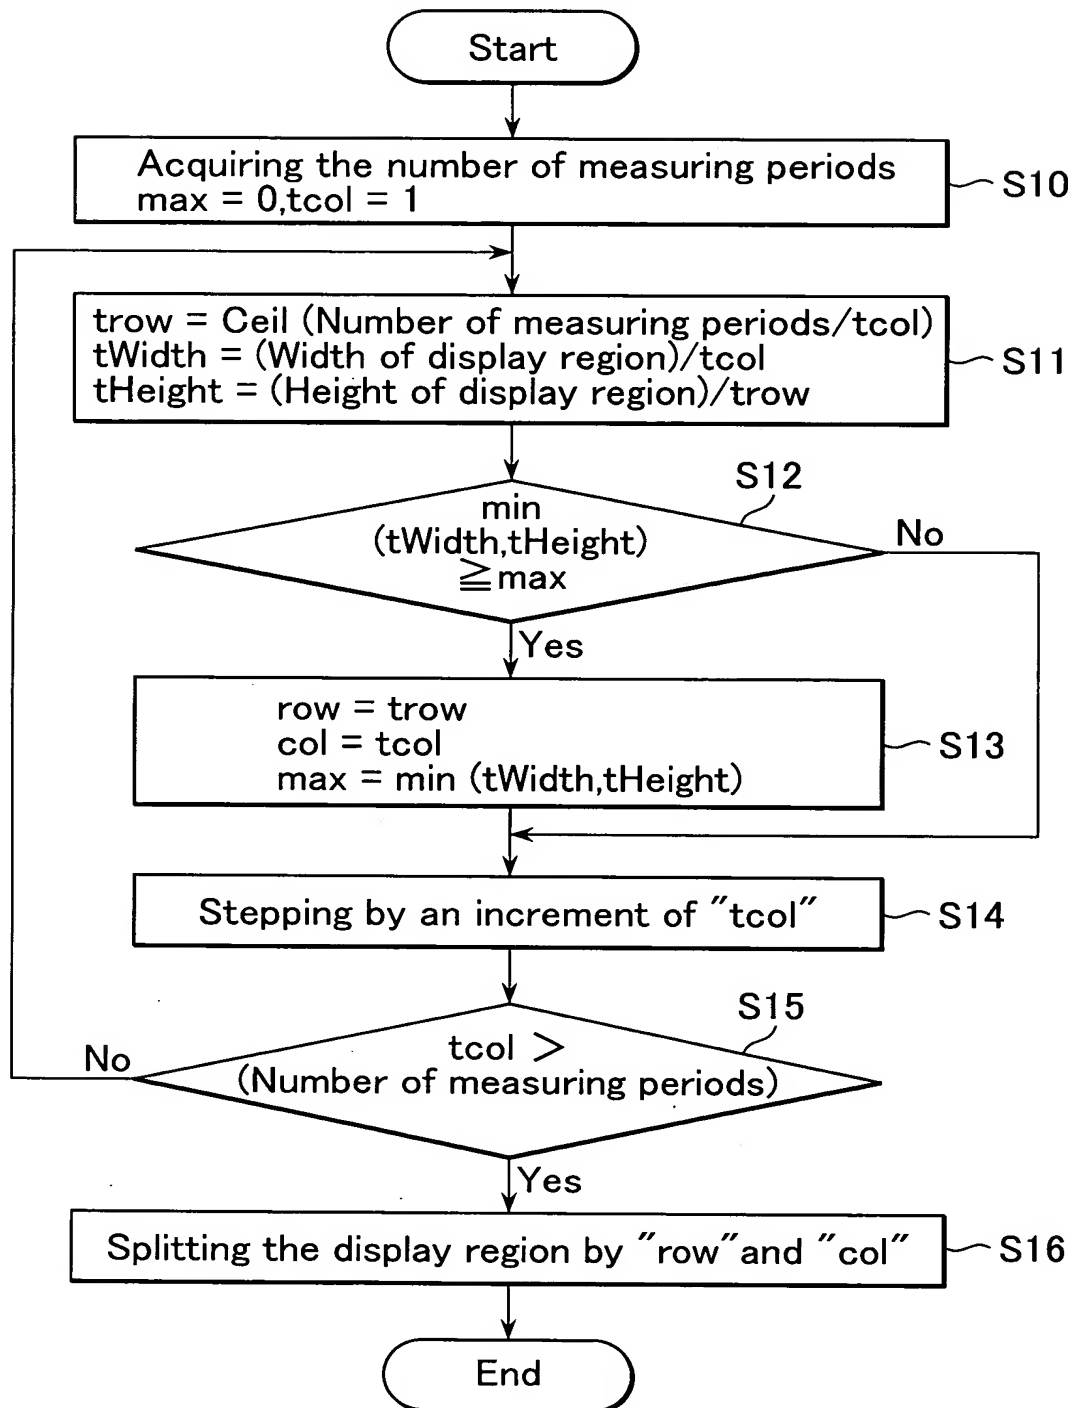 Start
Acquiring the number of measuring periods
max = 0,tcol = 1
S10
trow = Ceil (Number of measuring periods/tcol)
tWidth = (Width of display region)/tcol
tHeight = (Height of display region)/trow
S11
S12
min
(tWidth,tHeight)
≧max
No
Yes
row = trow
col = tcol
max = min (tWidth,tHeight)
S13
Stepping by an increment of "tcol"
S14
S15
tcol >
(Number of measuring periods)
No
Yes
Splitting the display region by "row"and "col"
S16
End